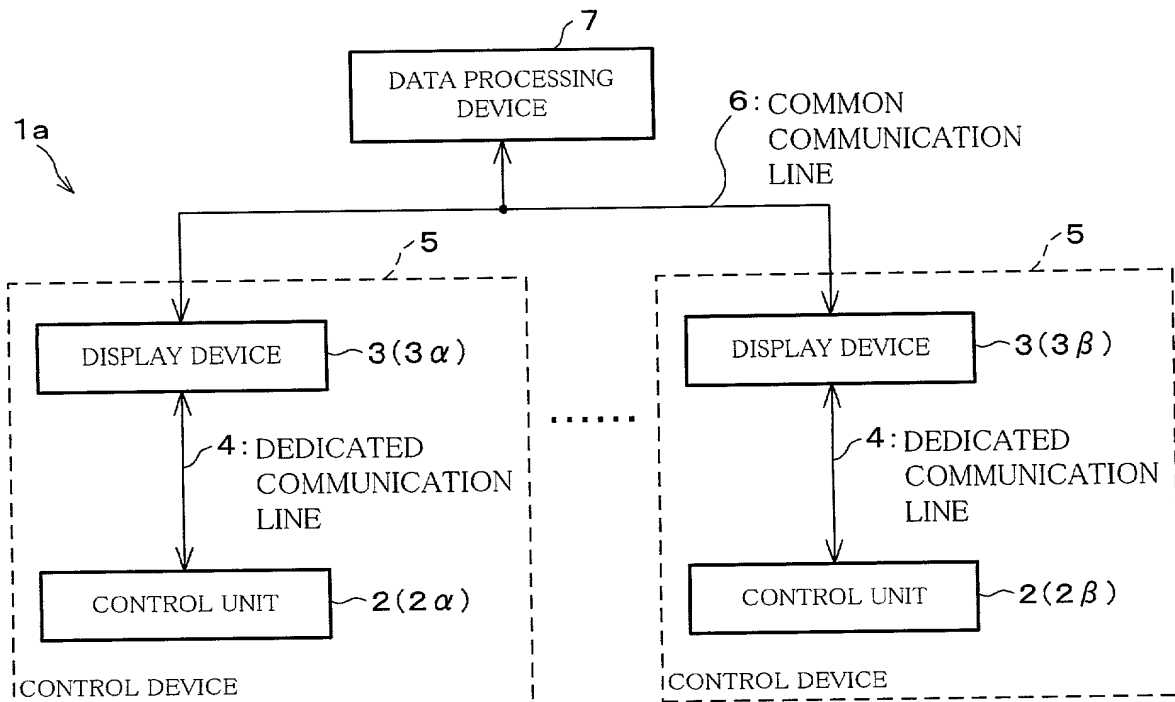 7
DATA PROCESSING
DEVICE
6: COMMON
COMMUNICATION
LINE
1a
5
5
DISPLAY DEVICE
3(3α)
DISPLAY DEVICE
3(3β)
4: DEDICATED
COMMUNICATION
LINE
......
4: DEDICATED
COMMUNICATION
LINE
CONTROL UNIT
2(2α)
CONTROL UNIT
2(2β)
CONTROL DEVICE
CONTROL DEVICE